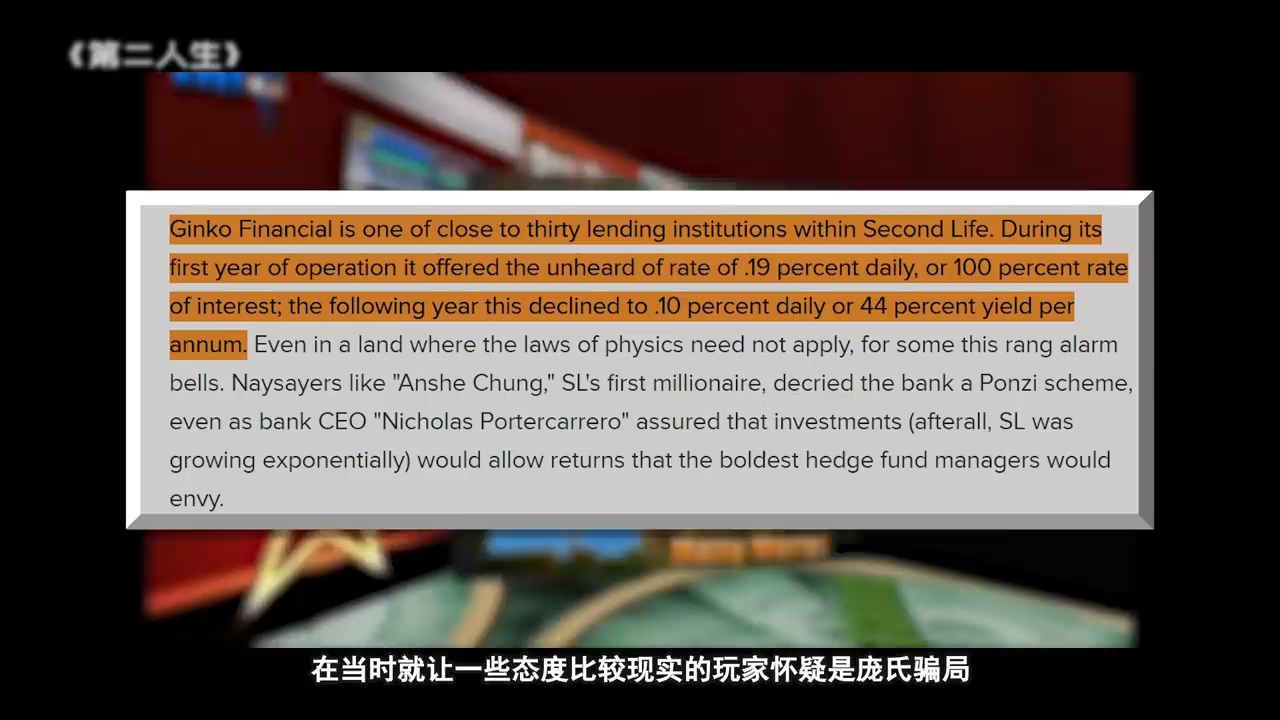 《第二人生》
Ginko Financial is one of close to thirty lending institutions within Second Life. During its
first year of operation it offered the unheard of rate of .19 percent daily, or 100 percent rate
of interest; the following year this declined to .10 percent daily or 44 percent yield per
annum. Even in a land where the laws of physics need not apply, for some this rang alarm
bells. Naysayers like "Anshe Chung," SL's first millionaire, decried the bank a Ponzi scheme,
even as bank CEO "Nicholas Portercarrero" assured that investments (afterall, SL was
growing exponentially) would allow returns that the boldest hedge fund managers would
envy.
在当时就让一些态度比较现实的玩家怀疑是庞氏骗局